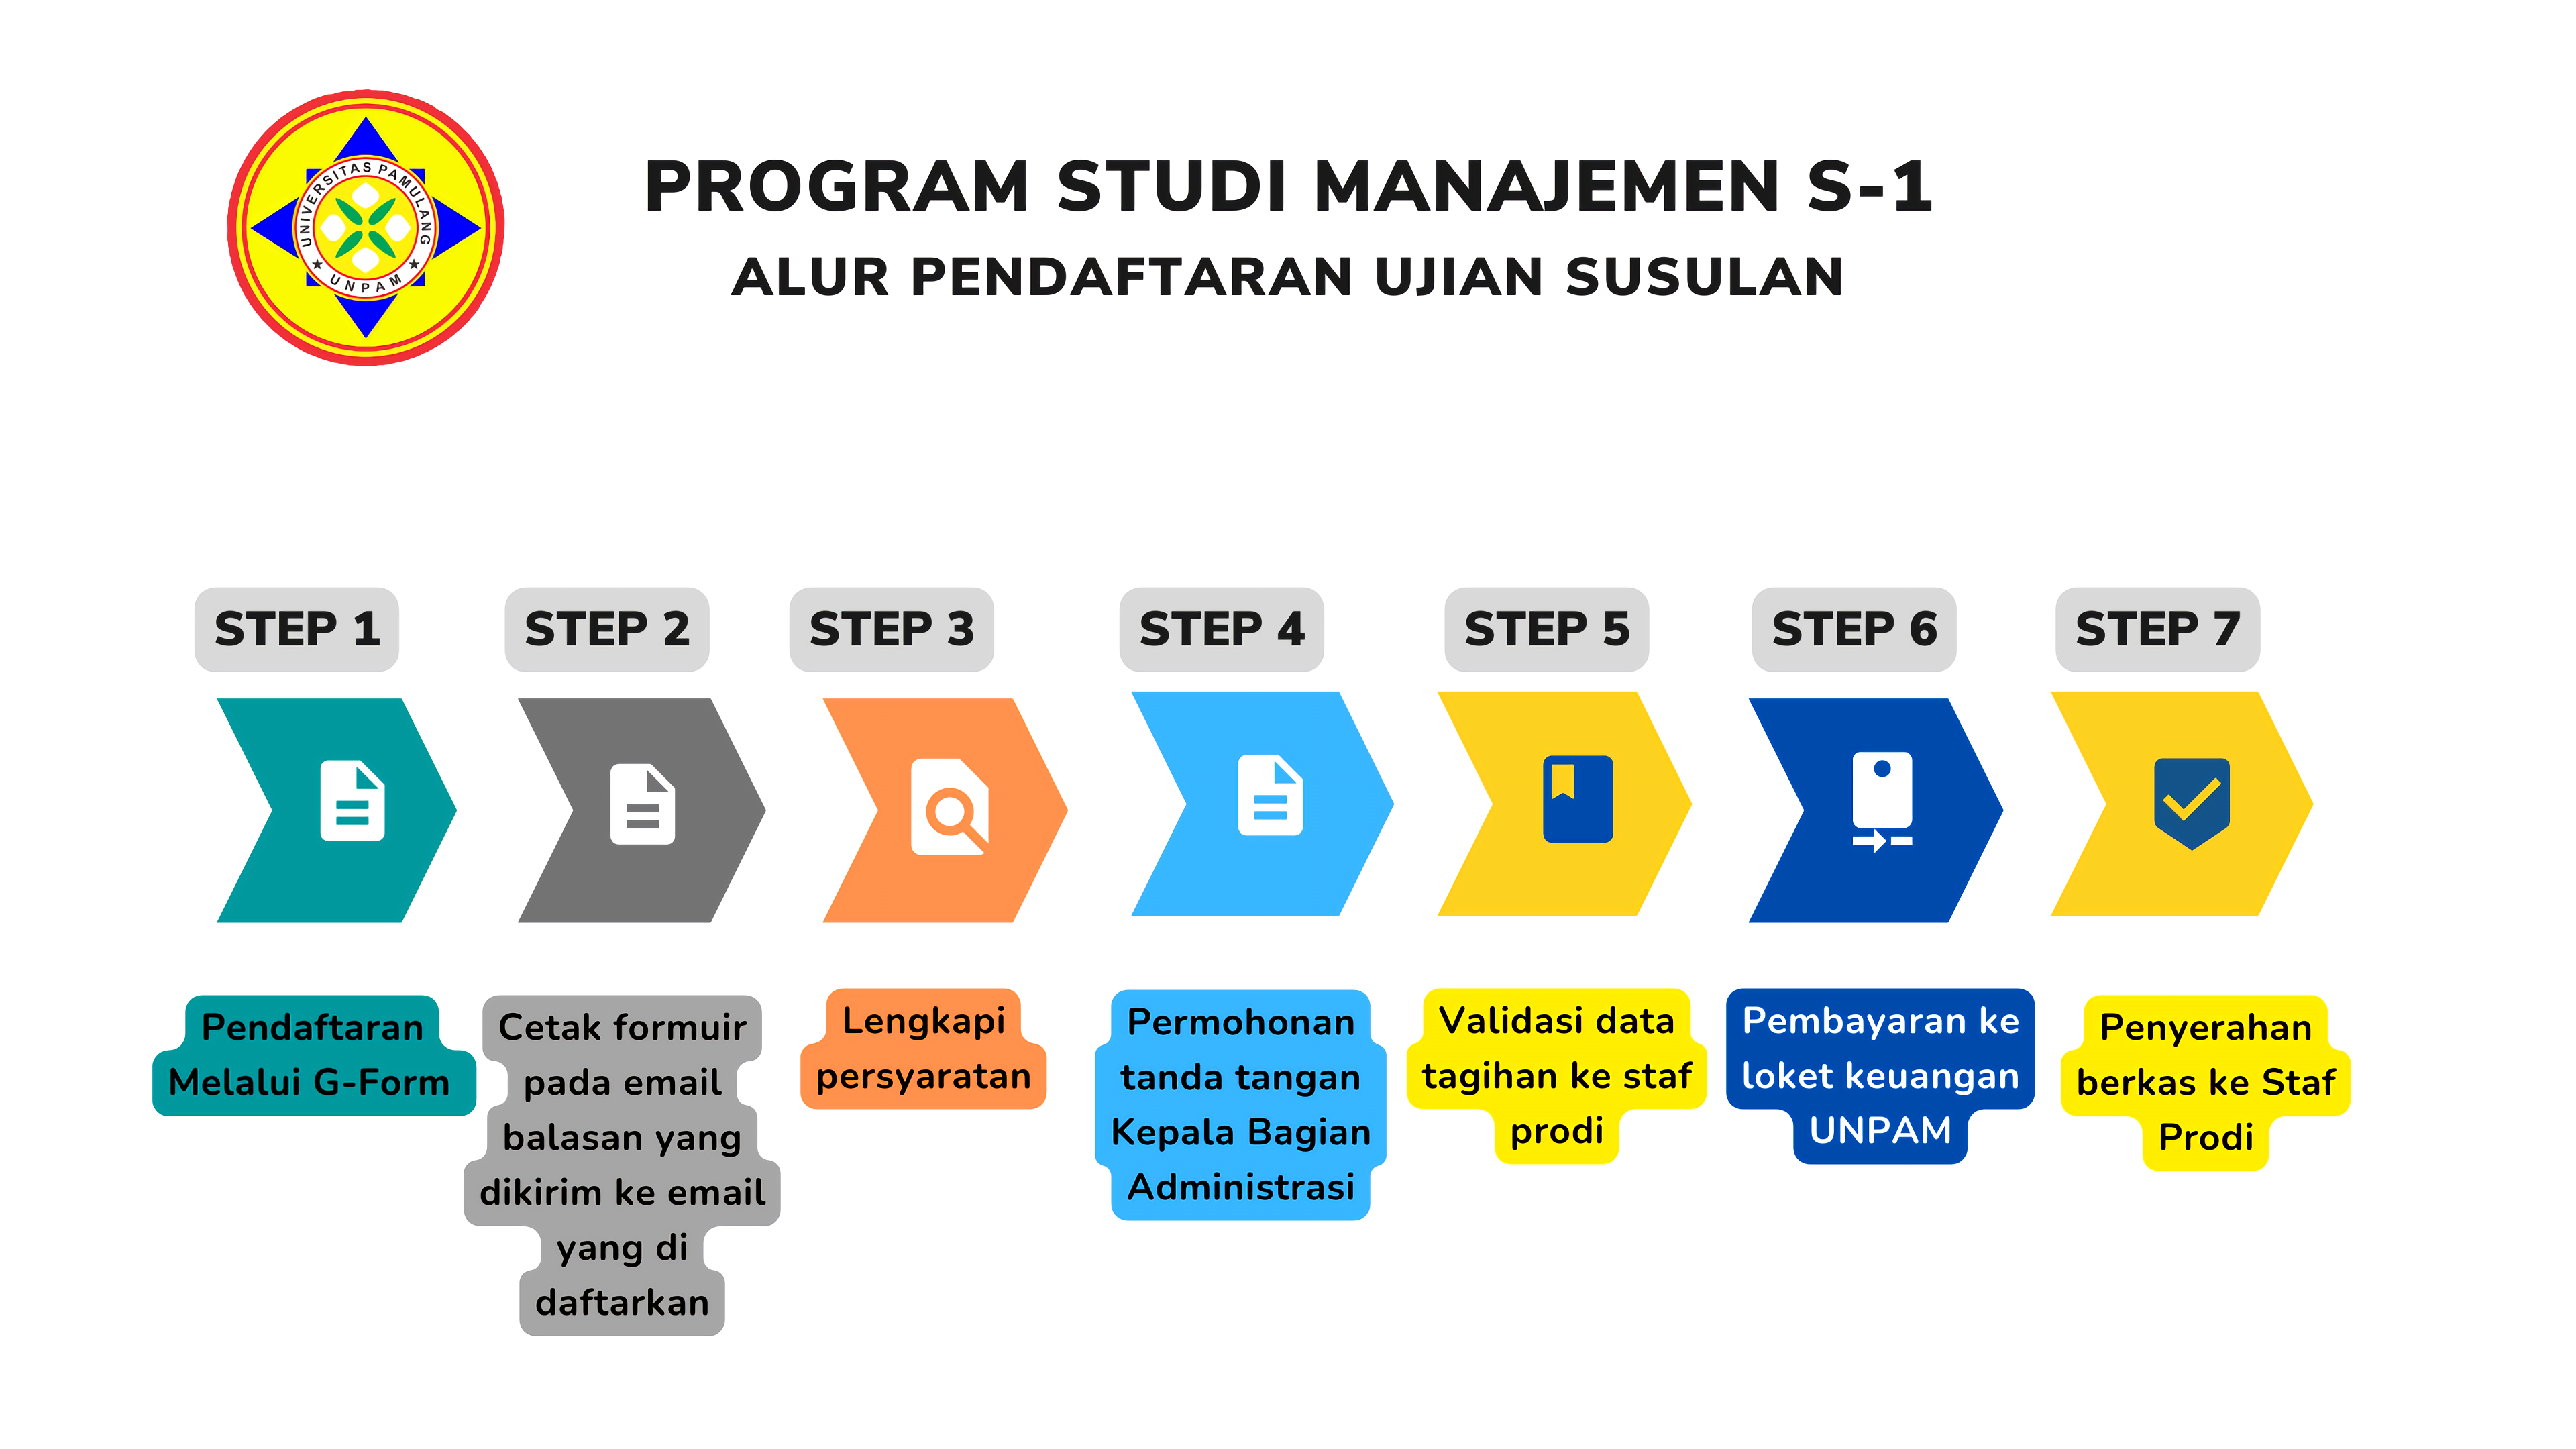 UNIVERSITAS PAMULANG
UNPAM
PROGRAM STUDI MANAJEMEN S-1
ALUR PENDAFTARAN UJIAN SUSULAN
STEP 1
Pendaftaran
Melalui G-Form
STEP 2
Cetak formuir
pada email
balasan yang
dikirim ke email
yang di
daftarkan
STEP 3
Lengkapi
persyaratan
STEP 4
Permohonan
tanda tangan
Kepala Bagian
Administrasi
STEP 5
Validasi data
tagihan ke staf
prodi
STEP 6
Pembayaran ke
loket keuangan
UNPAM
STEP 7
Penyerahan
berkas ke Staf
Prodi